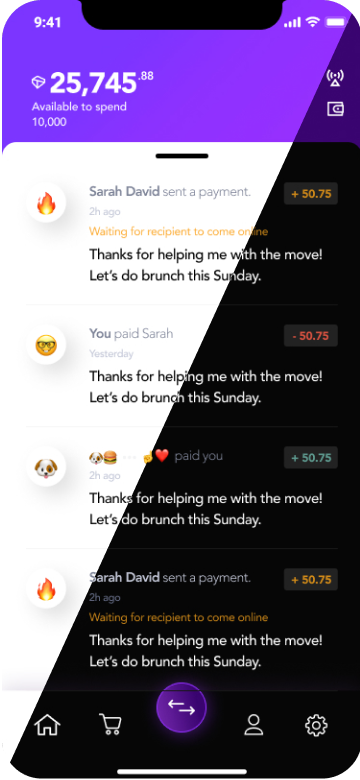 9:41
25,745.88
Available to spend
10,000
Sarah David sent a payment.
+ 50.75
2h ago
Waiting for recipient to come online
Thanks for helping me with the move!
Let's do brunch this Sunday.
You paid Sarah
- 50.75
Yesterday
Thanks for helping me with the move!
Let's do brunch this Sunday.
🐶🍔 ··· ☝️❤️ paid you
+ 50.75
2h ago
Thanks for helping me with the move!
Let's do brunch this Sunday.
Sarah David sent a payment.
+ 50.75
2h ago
Waiting for recipient to come online
Thanks for helping me with the move!
Let's do brunch this Sunday.